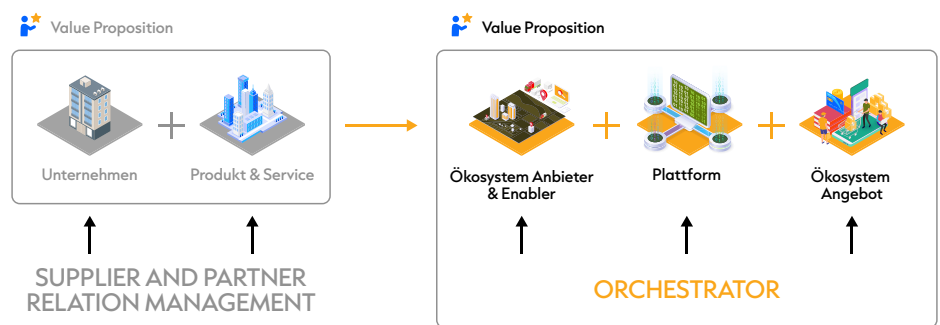 Value Proposition
Unternehmen
Produkt & Service
SUPPLIER AND PARTNER
RELATION MANAGEMENT
Value Proposition
Ökosystem Anbieter
& Enabler
Plattform
Ökosystem
Angebot
ORCHESTRATOR